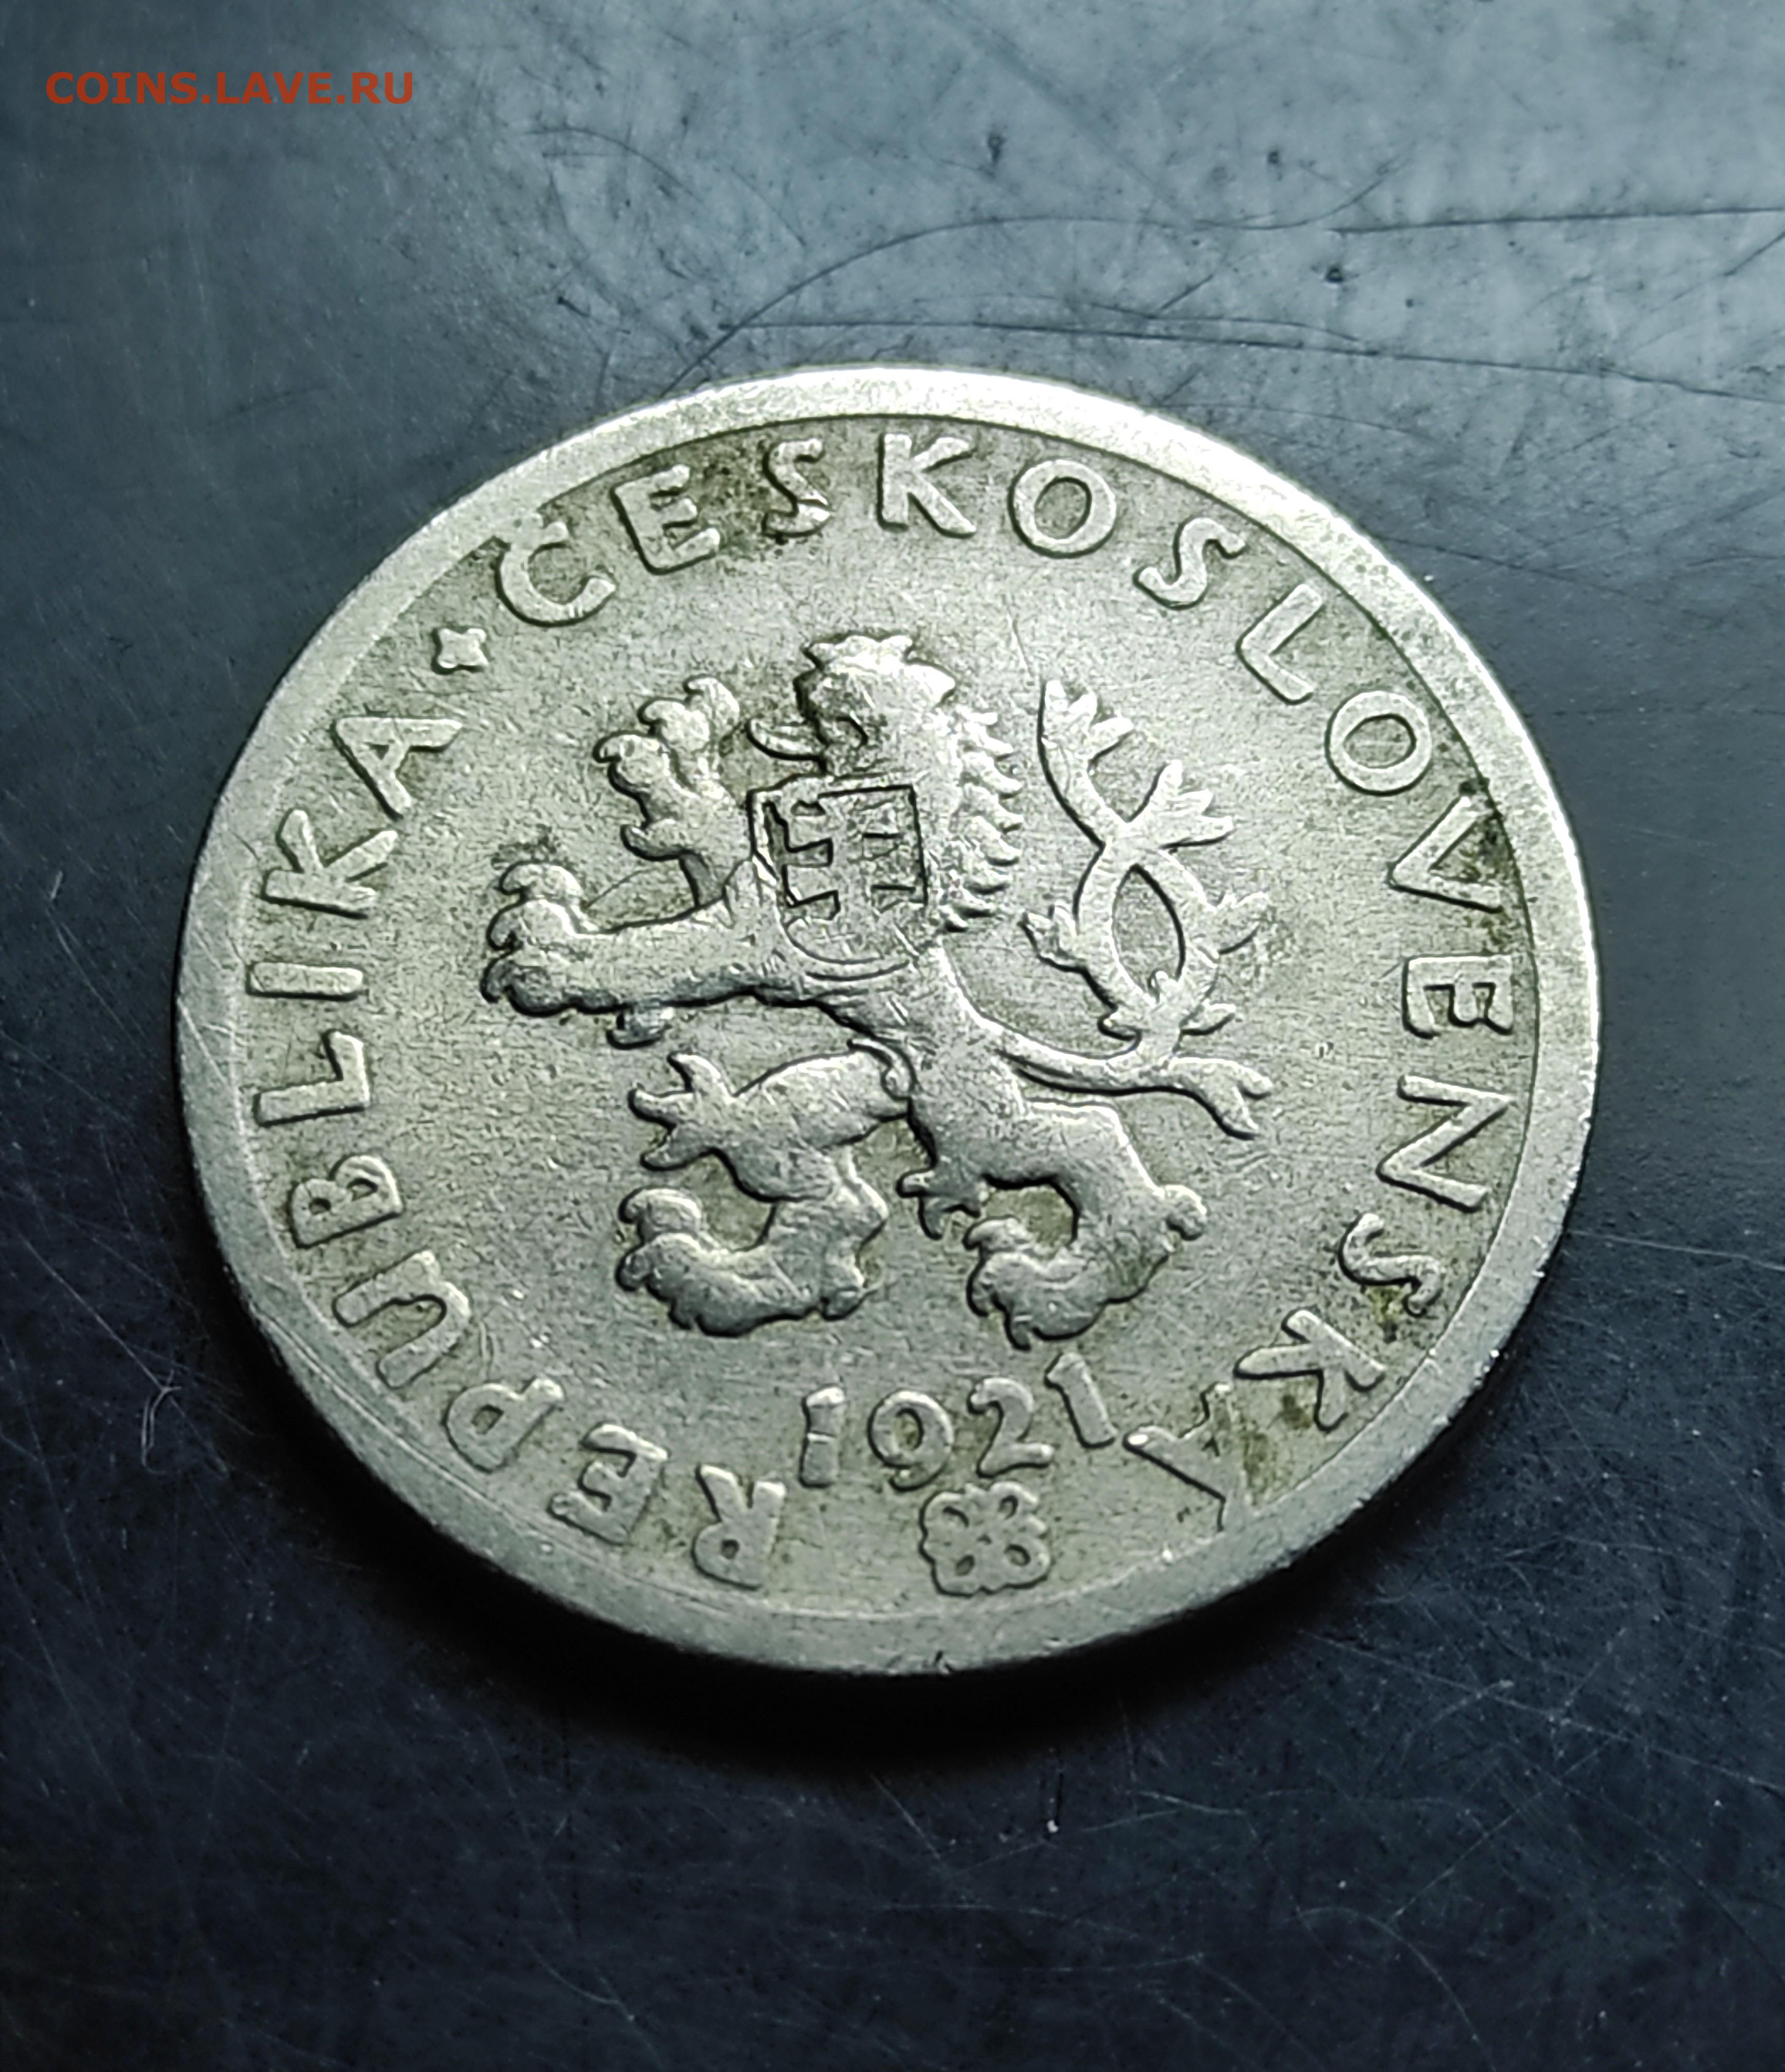 COINS.LAVE.RU
REPUBLIKA • ČESKOSLOVENSKÁ
1921